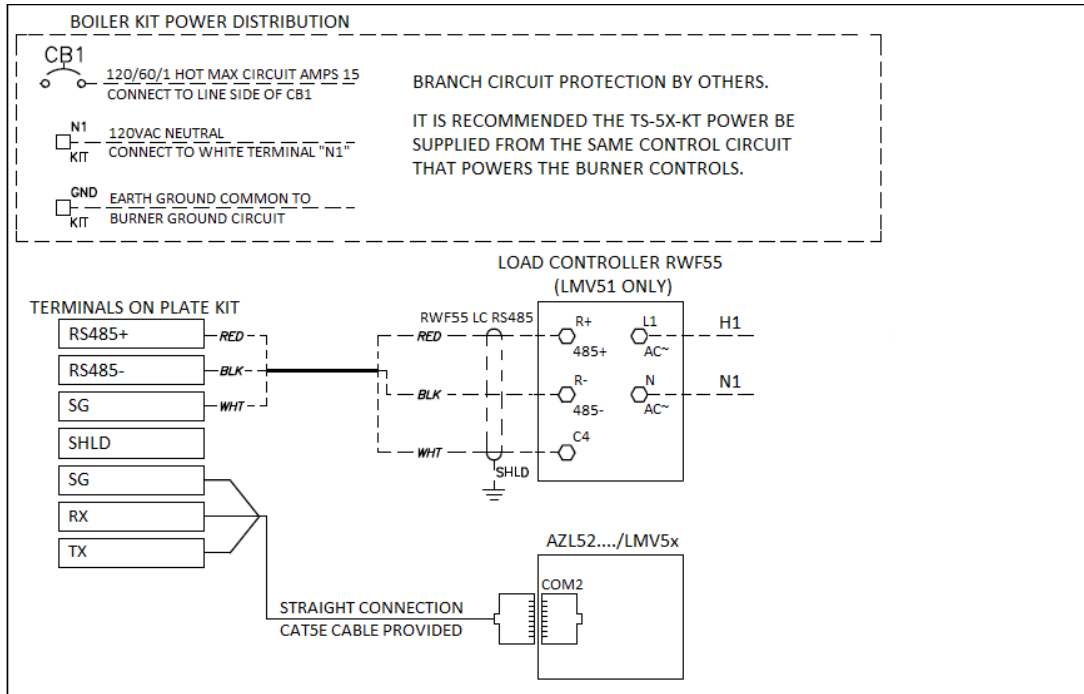 BOILER KIT POWER DISTRIBUTION
CB1
120/60/1 HOT MAX CIRCUIT AMPS 15
CONNECT TO LINE SIDE OF CB1
N1
KIT
120VAC NEUTRAL
CONNECT TO WHITE TERMINAL "N1"
GND
KIT
EARTH GROUND COMMON TO
BURNER GROUND CIRCUIT
BRANCH CIRCUIT PROTECTION BY OTHERS.
IT IS RECOMMENDED THE TS-5X-KT POWER BE
SUPPLIED FROM THE SAME CONTROL CIRCUIT
THAT POWERS THE BURNER CONTROLS.
LOAD CONTROLLER RWF55
(LMV51 ONLY)
TERMINALS ON PLATE KIT
RS485+
RED
RS485-
BLK
SG
WHT
SHLD
SG
RX
TX
RWF55 LC RS485
RED
BLK
WHT
SHLD
R+
485+
R-
485-
C4
L1
AC~
N
AC~
H1
N1
AZL52..../LMV5x
COM2
STRAIGHT CONNECTION
CAT5E CABLE PROVIDED